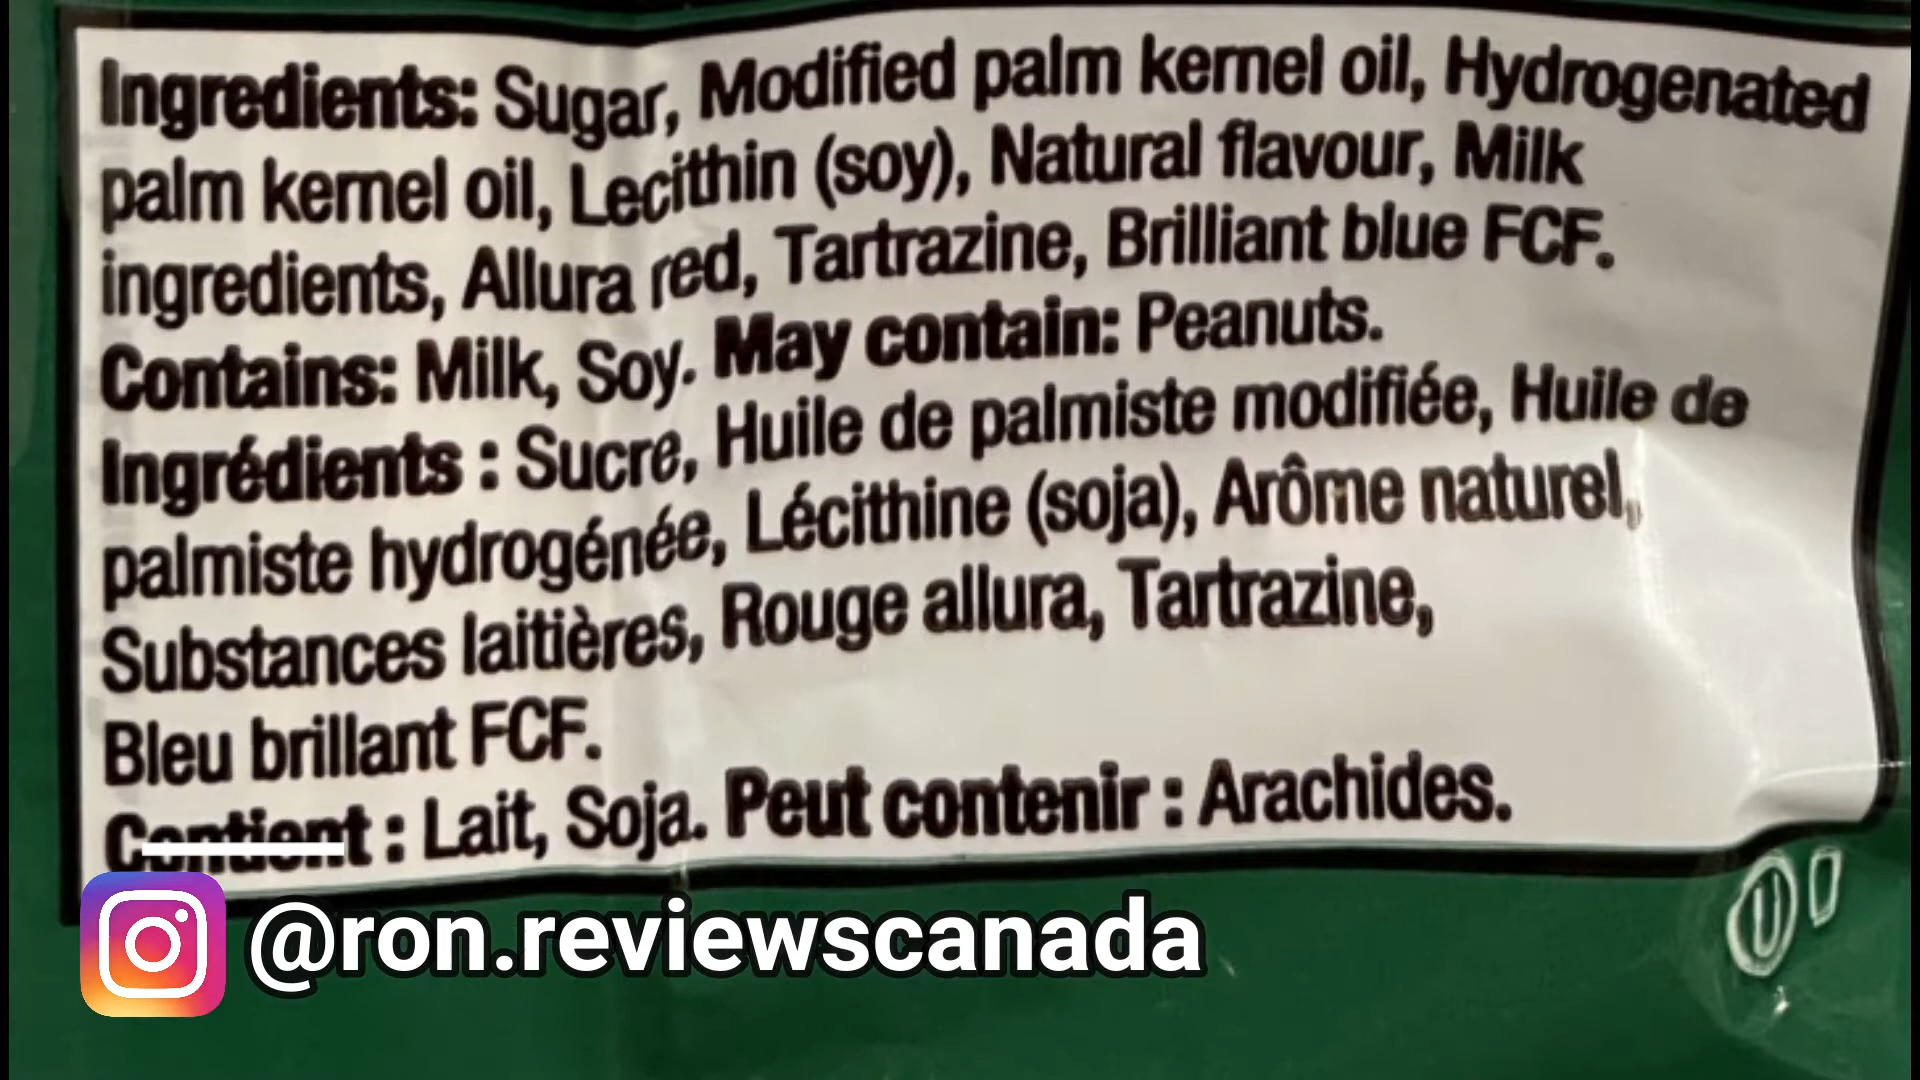 Ingredients: Sugar, Modified palm kernel oil, Hydrogenated
palm kernel oil, Lecithin (soy), Natural flavour, Milk
ingredients, Allura red, Tartrazine, Brilliant blue FCF.
Contains: Milk, Soy. May contain: Peanuts.
Ingrédients : Sucre, Huile de palmiste modifiée, Huile de
palmiste hydrogénée, Lécithine (soja), Arôme naturel,
Substances laitières, Rouge allura, Tartrazine,
Bleu brillant FCF.
Contient : Lait, Soja. Peut contenir : Arachides.
U D
@ron.reviewscanada